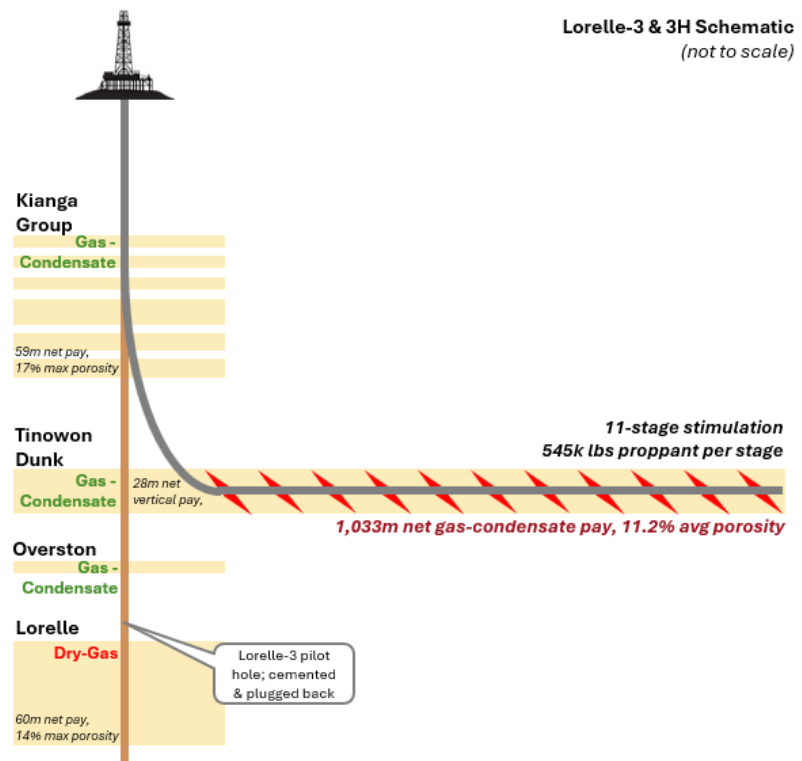 Lorelle-3 & 3H Schematic
(not to scale)
Kianga
Group
Gas -
Condensate
59m net pay,
17% max porosity
11-stage stimulation
545k lbs proppant per stage
Tinowon
Dunk
Gas -
Condensate
28m net
vertical pay,
1,033m net gas-condensate pay, 11.2% avg porosity
Overston
Gas -
Condensate
Lorelle
Dry-Gas
Lorelle-3 pilot
hole; cemented
& plugged back
60m net pay,
14% max porosity